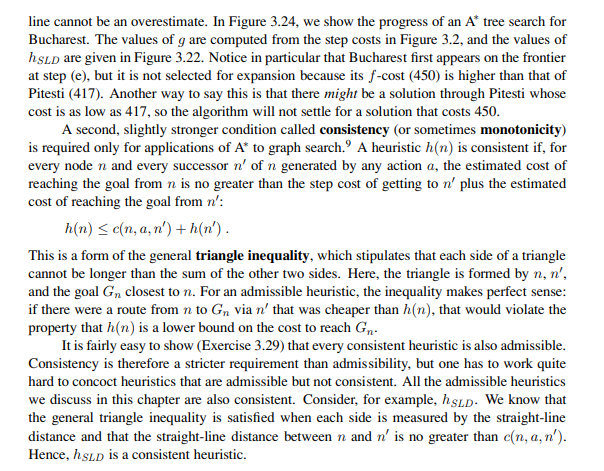 line cannot be an overestimate. In Figure 3.24, we show the progress of an A* tree search for
Bucharest. The values of g are computed from the step costs in Figure 3.2, and the values of
hSLD are given in Figure 3.22. Notice in particular that Bucharest first appears on the frontier
at step (e), but it is not selected for expansion because its f-cost (450) is higher than that of
Pitesti (417). Another way to say this is that there might be a solution through Pitesti whose
cost is as low as 417, so the algorithm will not settle for a solution that costs 450.
A second, slightly stronger condition called consistency (or sometimes monotonicity)
is required only for applications of A* to graph search.⁹ A heuristic h(n) is consistent if, for
every node n and every successor n′ of n generated by any action a, the estimated cost of
reaching the goal from n is no greater than the step cost of getting to n′ plus the estimated
cost of reaching the goal from n′:
h(n) ≤ c(n, a, n′) + h(n′) .
This is a form of the general triangle inequality, which stipulates that each side of a triangle
cannot be longer than the sum of the other two sides. Here, the triangle is formed by n, n′,
and the goal Gn closest to n. For an admissible heuristic, the inequality makes perfect sense:
if there were a route from n to Gn via n′ that was cheaper than h(n), that would violate the
property that h(n) is a lower bound on the cost to reach Gn.
It is fairly easy to show (Exercise 3.29) that every consistent heuristic is also admissible.
Consistency is therefore a stricter requirement than admissibility, but one has to work quite
hard to concoct heuristics that are admissible but not consistent. All the admissible heuristics
we discuss in this chapter are also consistent. Consider, for example, hSLD. We know that
the general triangle inequality is satisfied when each side is measured by the straight-line
distance and that the straight-line distance between n and n′ is no greater than c(n, a, n′).
Hence, hSLD is a consistent heuristic.